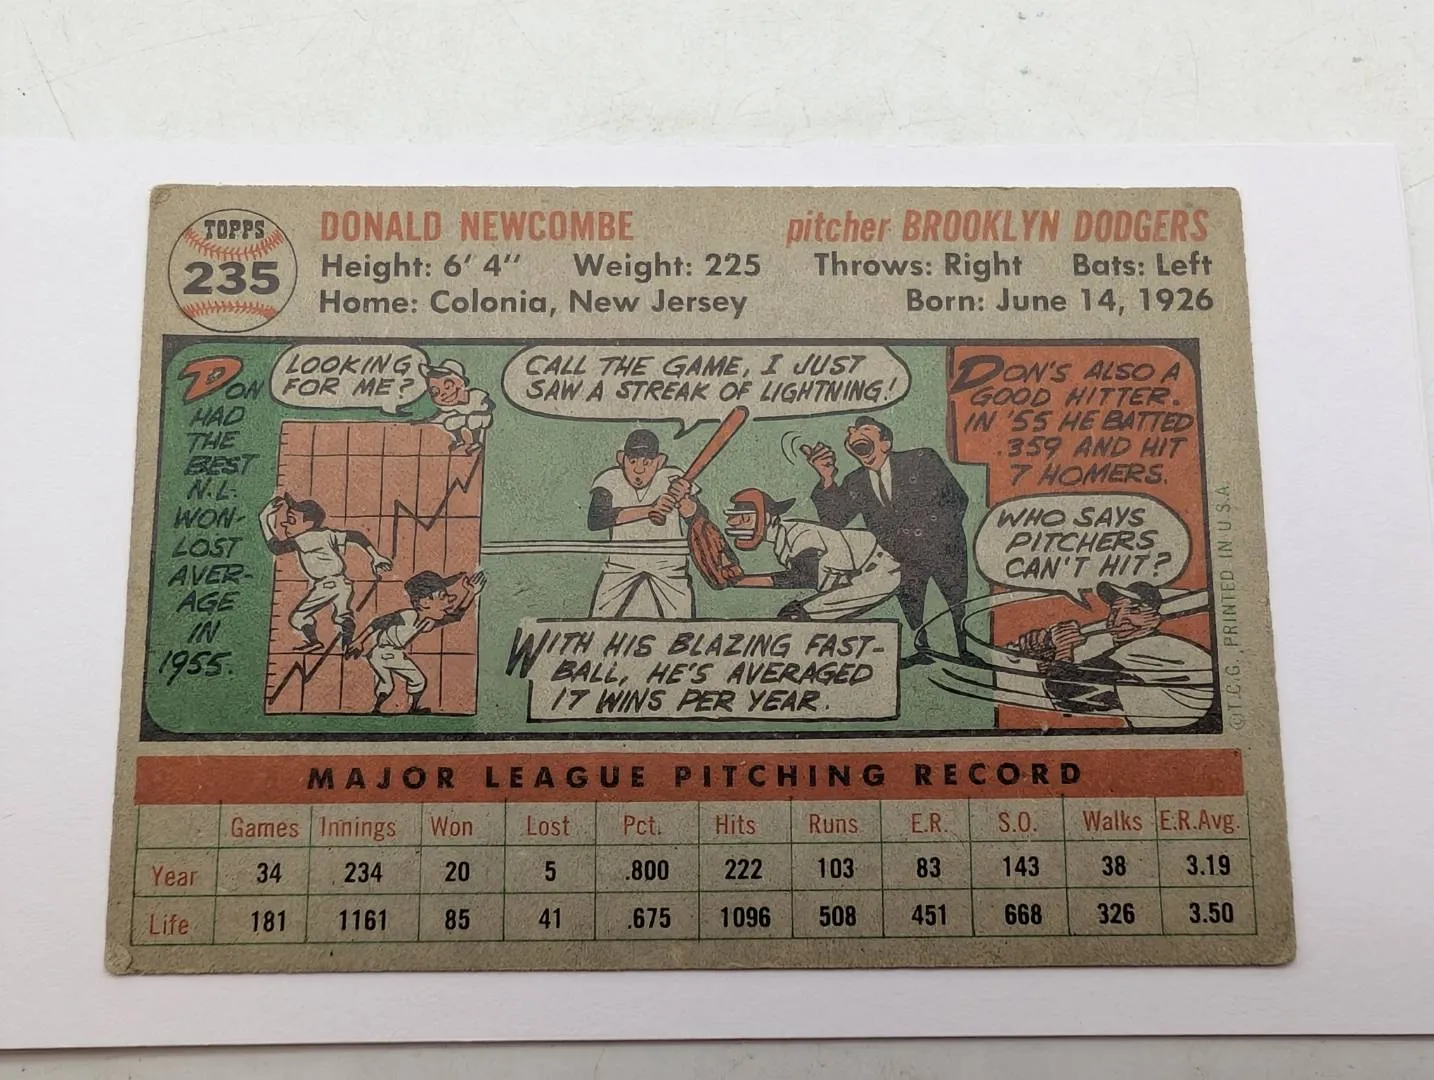 TOPPS
235
DONALD NEWCOMBE pitcher BROOKLYN DODGERS
Height: 6' 4" Weight: 225 Throws: Right Bats: Left
Home: Colonia, New Jersey Born: June 14, 1926
DON
HAD
THE
BEST
N.L.
WON-
LOST
AVER-
AGE
IN
1955.
LOOKING
FOR ME?
CALL THE GAME, I JUST
SAW A STREAK OF LIGHTNING!
WITH HIS BLAZING FAST-
BALL, HE'S AVERAGED
17 WINS PER YEAR.
DON'S ALSO A
GOOD HITTER.
IN '55 HE BATTED
.359 AND HIT
7 HOMERS.
WHO SAYS
PITCHERS
CAN'T HIT?
© T.C.G. PRINTED IN U.S.A.
MAJOR LEAGUE PITCHING RECORD
Games Innings Won Lost Pct. Hits Runs E.R. S.O. Walks E.R.Avg.
Year 34 234 20 5 .800 222 103 83 143 38 3.19
Life 181 1161 85 41 .675 1096 508 451 668 326 3.50